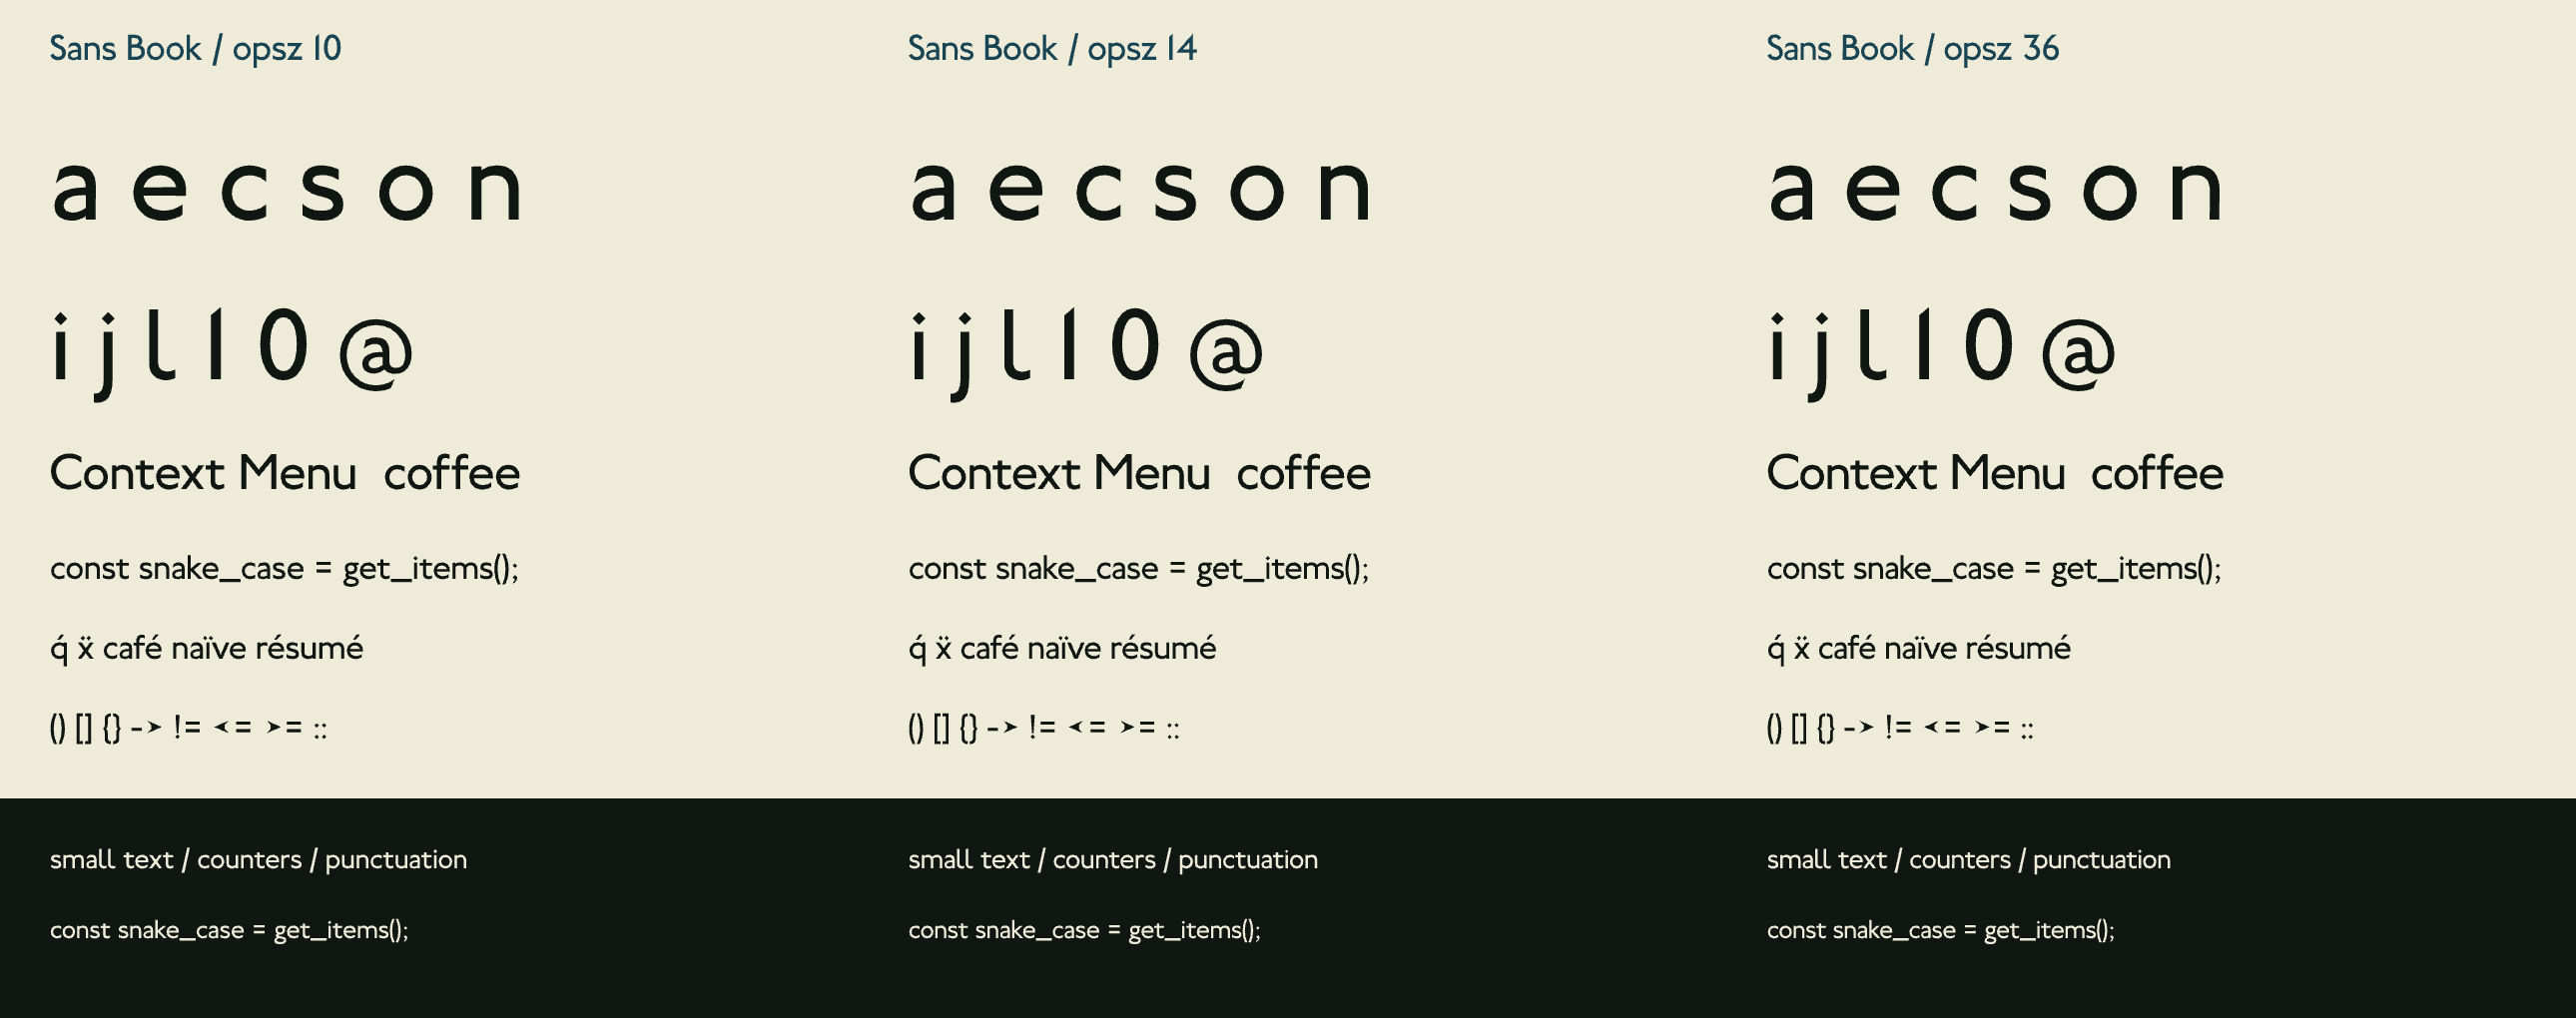 Sans Book / opsz 10
a e c s o n
i j l 1 0 @
Context Menu  coffee
const snake_case = get_items();
q́ ẍ café naïve résumé
() [] {} -> != <= >= ::
small text / counters / punctuation
const snake_case = get_items();
Sans Book / opsz 14
a e c s o n
i j l 1 0 @
Context Menu  coffee
const snake_case = get_items();
q́ ẍ café naïve résumé
() [] {} -> != <= >= ::
small text / counters / punctuation
const snake_case = get_items();
Sans Book / opsz 36
a e c s o n
i j l 1 0 @
Context Menu  coffee
const snake_case = get_items();
q́ ẍ café naïve résumé
() [] {} -> != <= >= ::
small text / counters / punctuation
const snake_case = get_items();